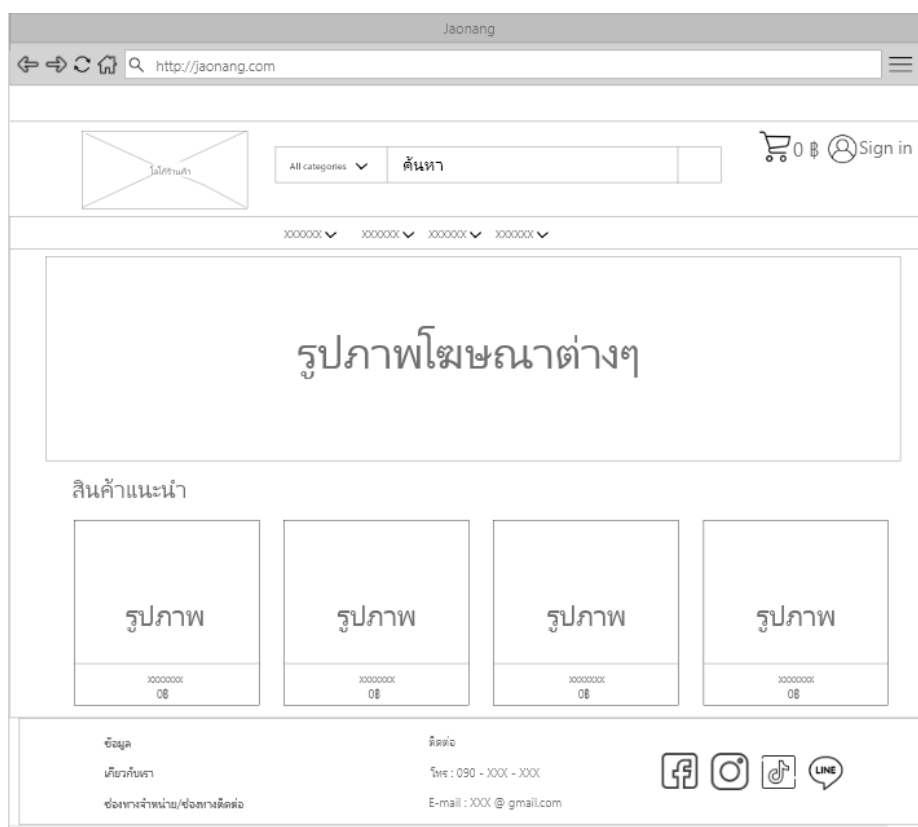 Jaonang
http://jaonang.com
โลโก้ร้านค้า
All categories
ค้นหา
0 ฿
Sign in
xxxxxx xxxxxx xxxxxx xxxxxx
รูปภาพโฆษณาต่างๆ
สินค้าแนะนำ
รูปภาพ รูปภาพ รูปภาพ รูปภาพ
xxxxxxx xxxxxxx xxxxxxx xxxxxxx
0฿ 0฿ 0฿ 0฿
ข้อมูล
เกี่ยวกับเรา
ช่องทางจำหน่าย/ช่องทางติดต่อ
ติดต่อ
โทร : 090 - XXX - XXX
E-mail : XXX @ gmail.com
LINE